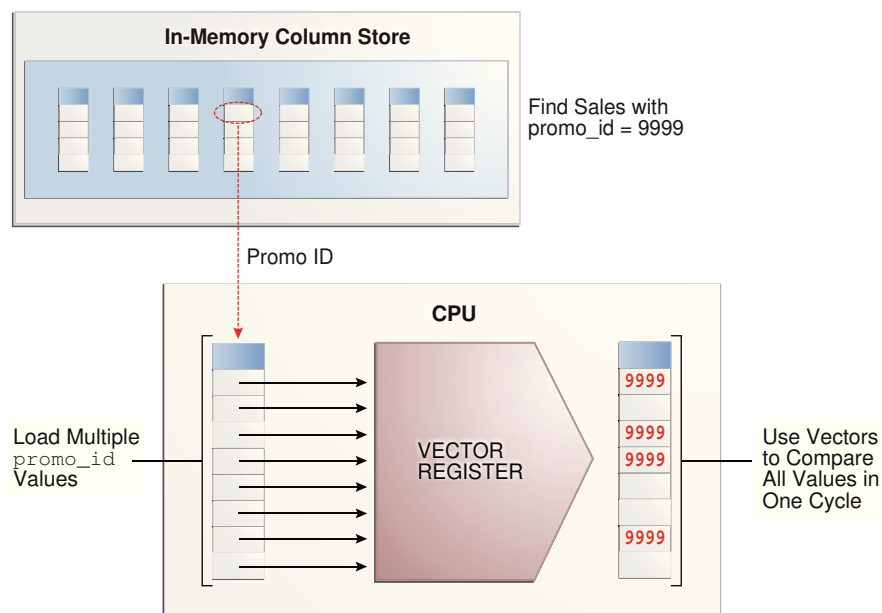 In-Memory Column Store
Find Sales with
promo_id = 9999
Promo ID
CPU
Load Multiple
promo_id
Values
VECTOR
REGISTER
9999
9999
9999
9999
Use Vectors
to Compare
All Values in
One Cycle